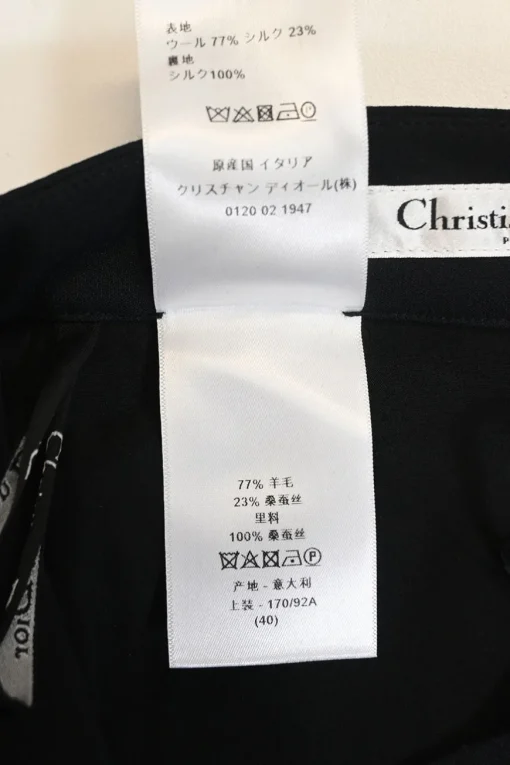 表地
ウール 77% シルク 23%
裏地
シルク100%
原産国 イタリア
クリスチャン ディオール(株)
0120 02 1947
Christi
P
77% 羊毛
23% 桑蚕丝
里料
100% 桑蚕丝
P
产地 - 意大利
上装 - 170/92A
(40)